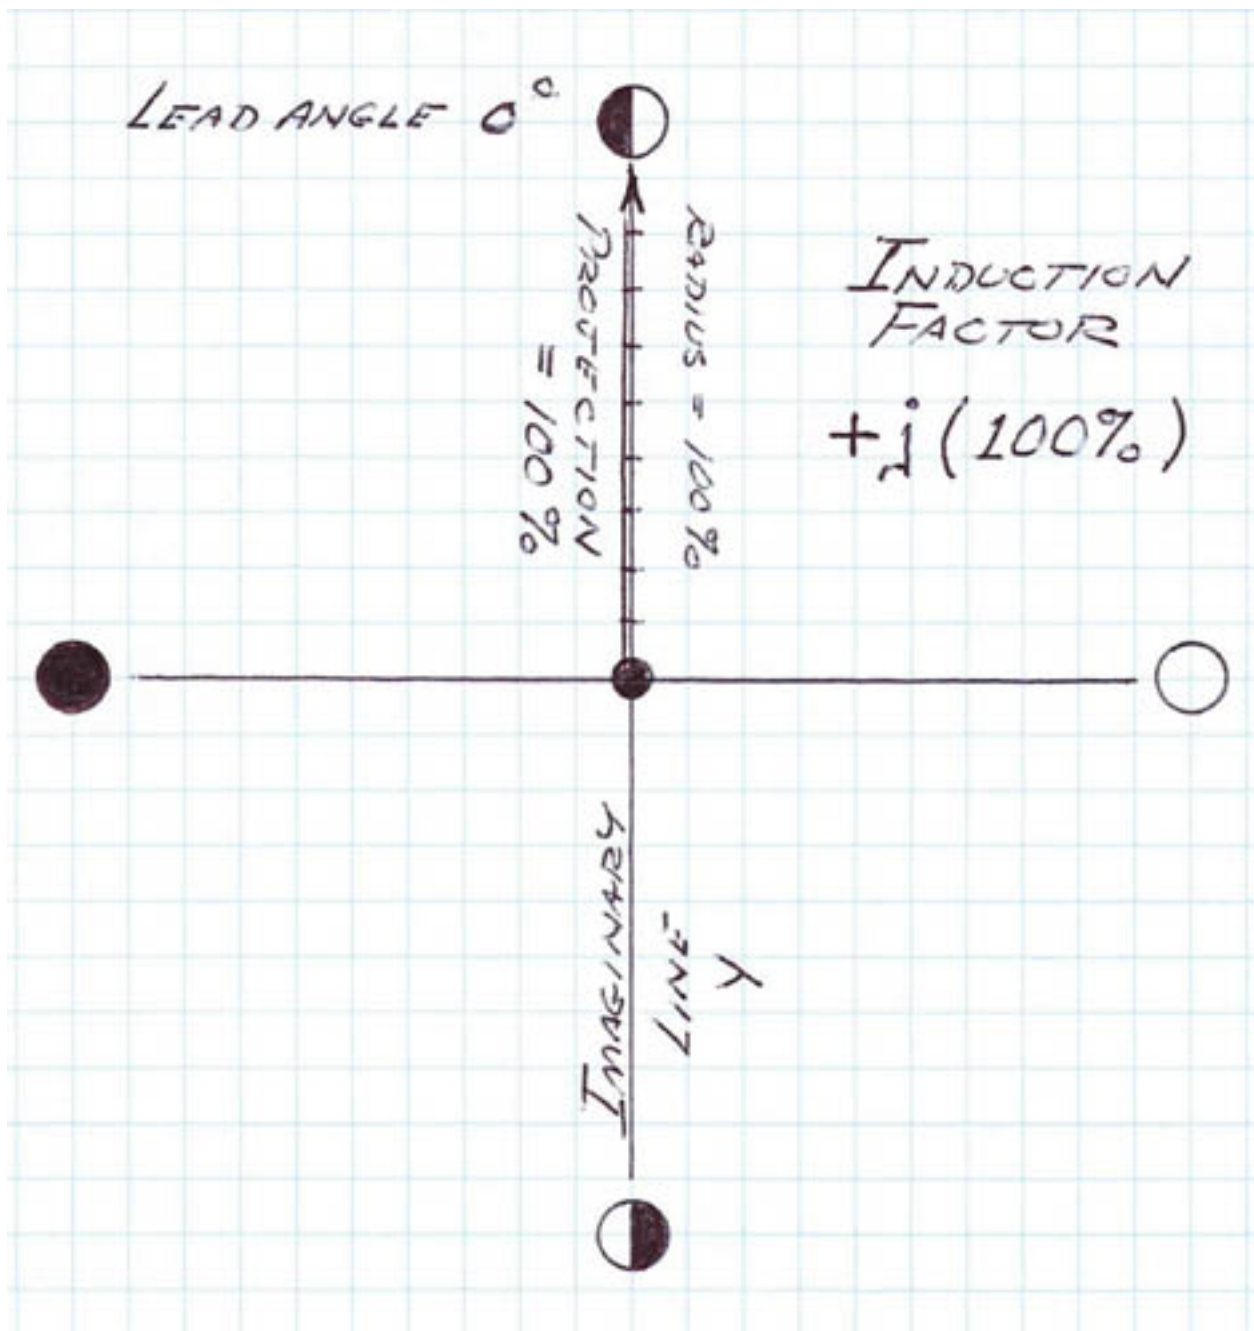 LEAD ANGLE 0°
PROJECTION
= 100%
RADIUS = 100%
INDUCTION
FACTOR
+j (100%)
IMAGINARY
LINE
Y